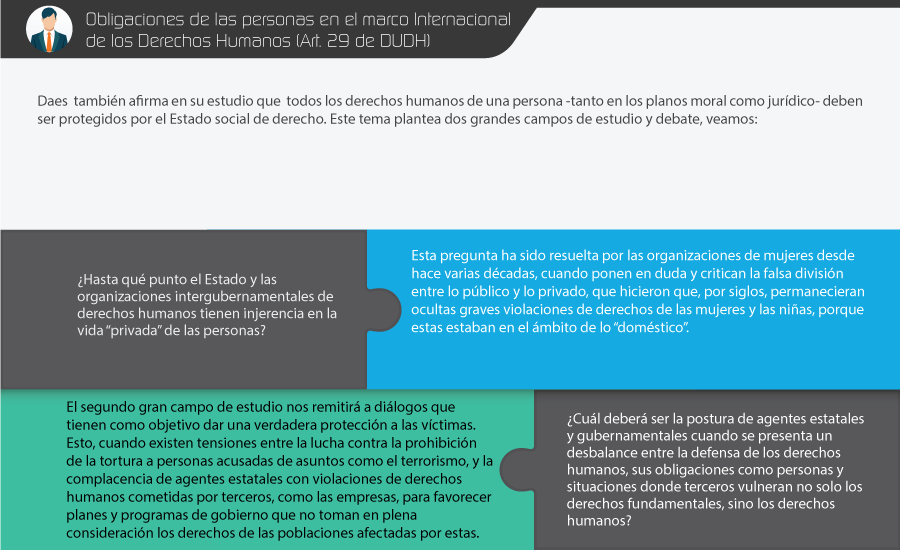 Obligaciones de las personas en el marco Internacional
de los Derechos Humanos (Art. 29 de DUDH)
Daes también afirma en su estudio que todos los derechos humanos de una persona -tanto en los planos moral como jurídico- deben
ser protegidos por el Estado social de derecho. Este tema plantea dos grandes campos de estudio y debate, veamos:
¿Hasta qué punto el Estado y las
organizaciones intergubernamentales de
derechos humanos tienen injerencia en la
vida “privada” de las personas?
Esta pregunta ha sido resuelta por las organizaciones de mujeres desde
hace varias décadas, cuando ponen en duda y critican la falsa división
entre lo público y lo privado, que hicieron que, por siglos, permanecieran
ocultas graves violaciones de derechos de las mujeres y las niñas, porque
estas estaban en el ámbito de lo “doméstico”.
El segundo gran campo de estudio nos remitirá a diálogos que
tienen como objetivo dar una verdadera protección a las víctimas.
Esto, cuando existen tensiones entre la lucha contra la prohibición
de la tortura a personas acusadas de asuntos como el terrorismo, y la
complacencia de agentes estatales con violaciones de derechos
humanos cometidas por terceros, como las empresas, para favorecer
planes y programas de gobierno que no toman en plena
consideración los derechos de las poblaciones afectadas por estas.
¿Cuál deberá ser la postura de agentes estatales
y gubernamentales cuando se presenta un
desbalance entre la defensa de los derechos
humanos, sus obligaciones como personas y
situaciones donde terceros vulneran no solo los
derechos fundamentales, sino los derechos
humanos?